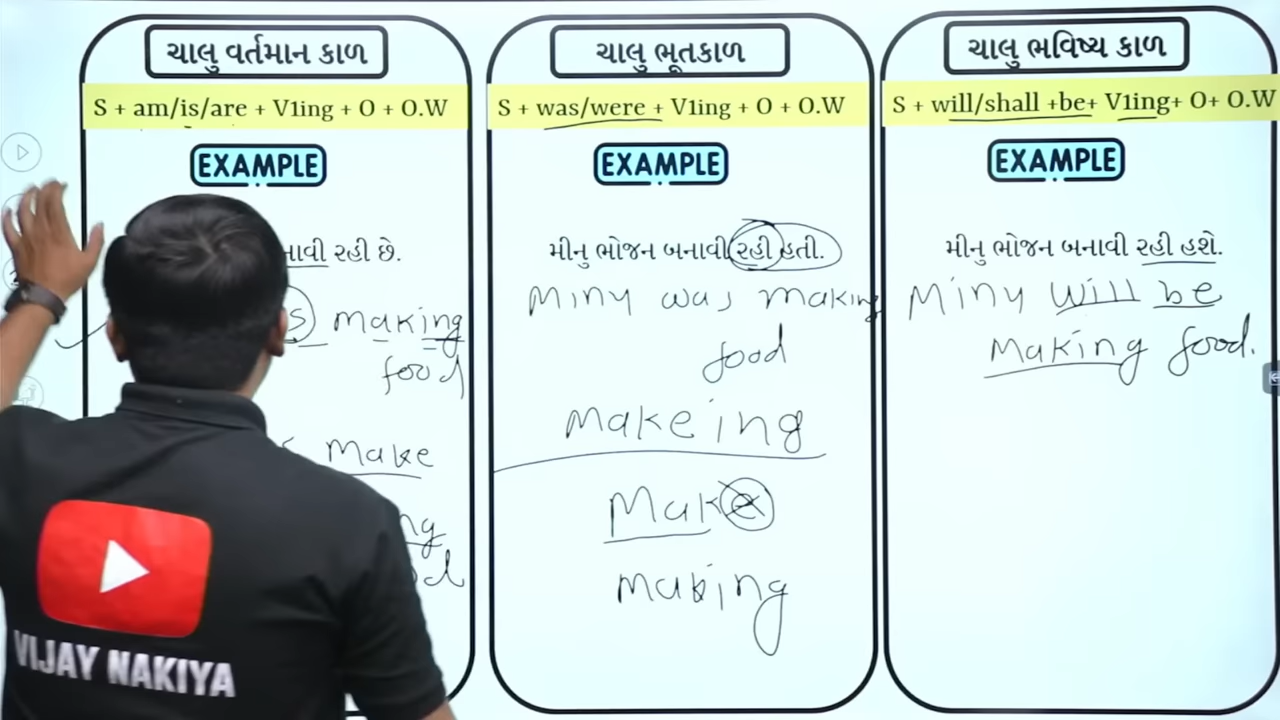 ચાલુ વર્તમાન કાળ
S + am/is/are + V1ing + O + O.W
EXAMPLE
રહી છે.
making
food
make
ચાલુ ભૂતકાળ
S + was/were + V1ing + O + O.W
EXAMPLE
મીનુ ભોજન બનાવી રહી હતી.
Miny was making
food
makeing
Make
making
ચાલુ ભવિષ્ય કાળ
S + will/shall +be+ V1ing+ O+ O.W
EXAMPLE
મીનુ ભોજન બનાવી રહી હશે.
Miny will be
making food.
VIJAY NAKIYA